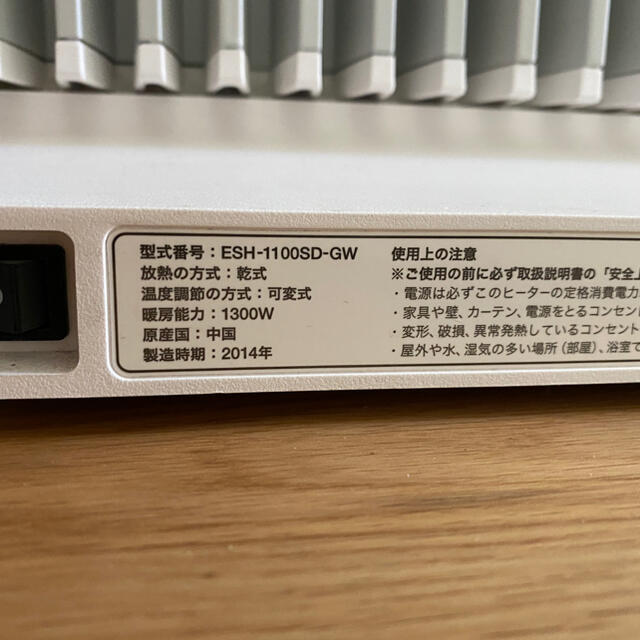 型式番号：ESH-1100SD-GW
放熱の方式：乾式
温度調節の方式：可変式
暖房能力：1300W
原産国：中国
製造時期：2014年
使用上の注意
※ご使用の前に必ず取扱説明書の「安全上
・電源は必ずこのヒーターの定格消費電力
・家具や壁、カーテン、電源をとるコンセント
・変形、破損、異常発熱しているコンセント
・屋外や水、湿気の多い場所（部屋）、浴室で